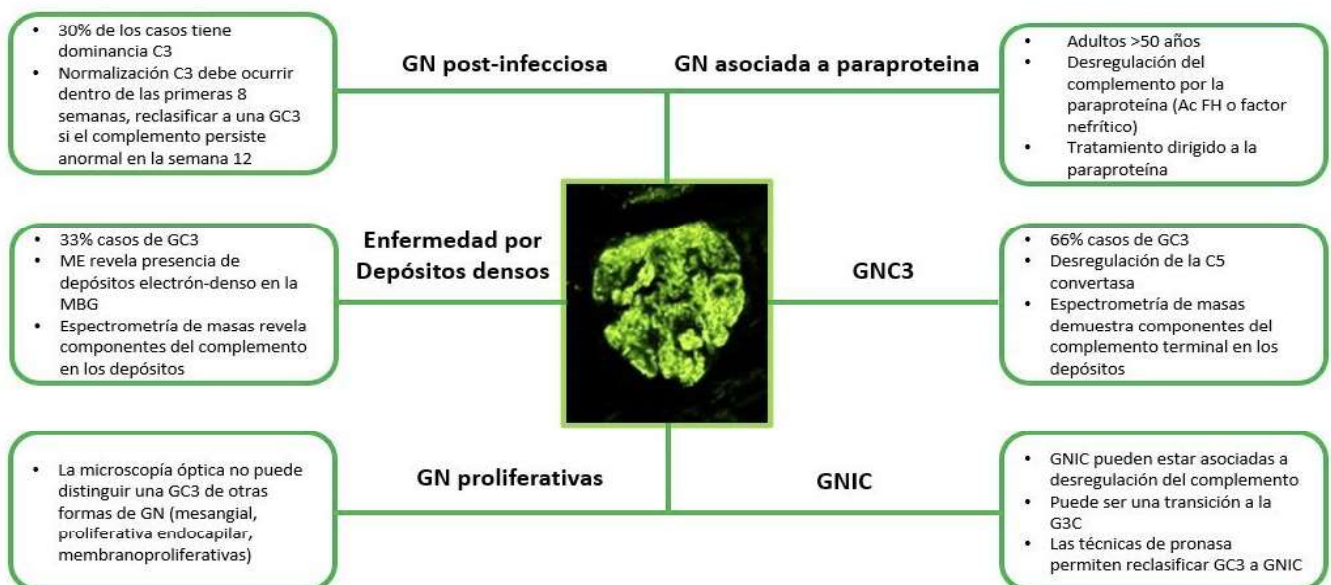 • 30% de los casos tiene
dominancia C3
• Normalización C3 debe ocurrir
dentro de las primeras 8
semanas, reclasificar a una GC3
si el complemento persiste
anormal en la semana 12
GN post-infecciosa
GN asociada a paraproteina
• Adultos >50 años
• Desregulación del
complemento por la
paraproteína (Ac FH o factor
nefrítico)
• Tratamiento dirigido a la
paraproteína
• 33% casos de GC3
• ME revela presencia de
depósitos electrón-denso en la
MBG
• Espectrometría de masas revela
componentes del complemento
en los depósitos
Enfermedad por
Depósitos densos
GNC3
• 66% casos de GC3
• Desregulación de la C5
convertasa
• Espectrometría de masas
demuestra componentes del
complemento terminal en los
depósitos
• La microscopía óptica no puede
distinguir una GC3 de otras
formas de GN (mesangial,
proliferativa endocapilar,
membranoproliferativas)
GN proliferativas
GNIC
• GNIC pueden estar asociadas a
desregulación del complemento
• Puede ser una transición a la
G3C
• Las técnicas de pronasa
permiten reclasificar GC3 a GNIC